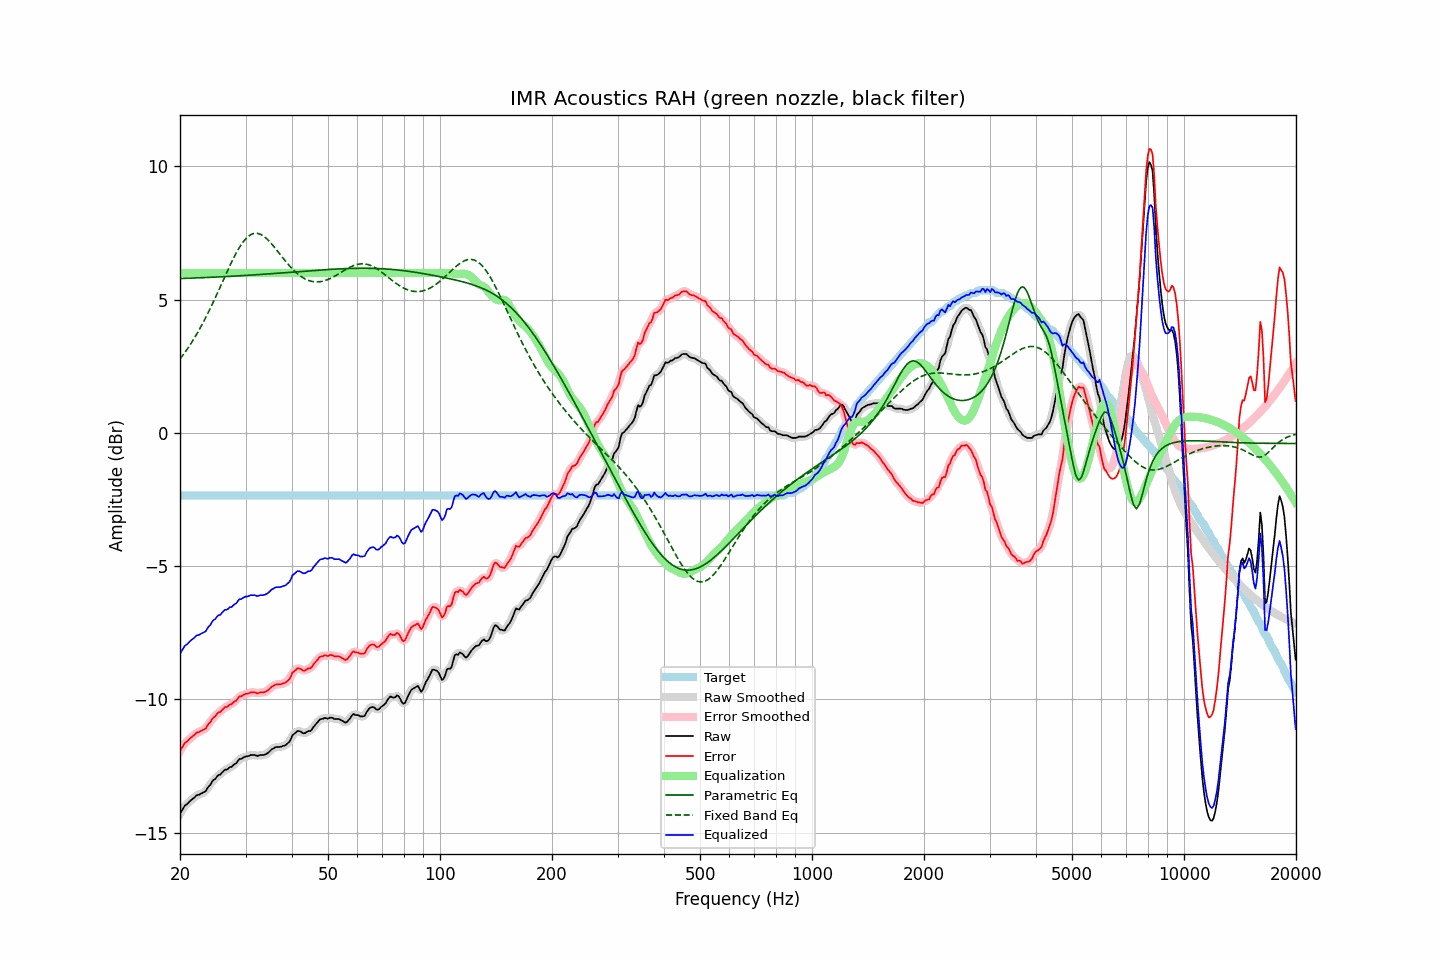 IMR Acoustics RAH (green nozzle, black filter)
Amplitude (dBr)
10
5
0
−5
−10
−15
Target
Raw Smoothed
Error Smoothed
Raw
Error
Equalization
Parametric Eq
Fixed Band Eq
Equalized
20 50 100 200 500 1000 2000 5000 10000 20000
Frequency (Hz)